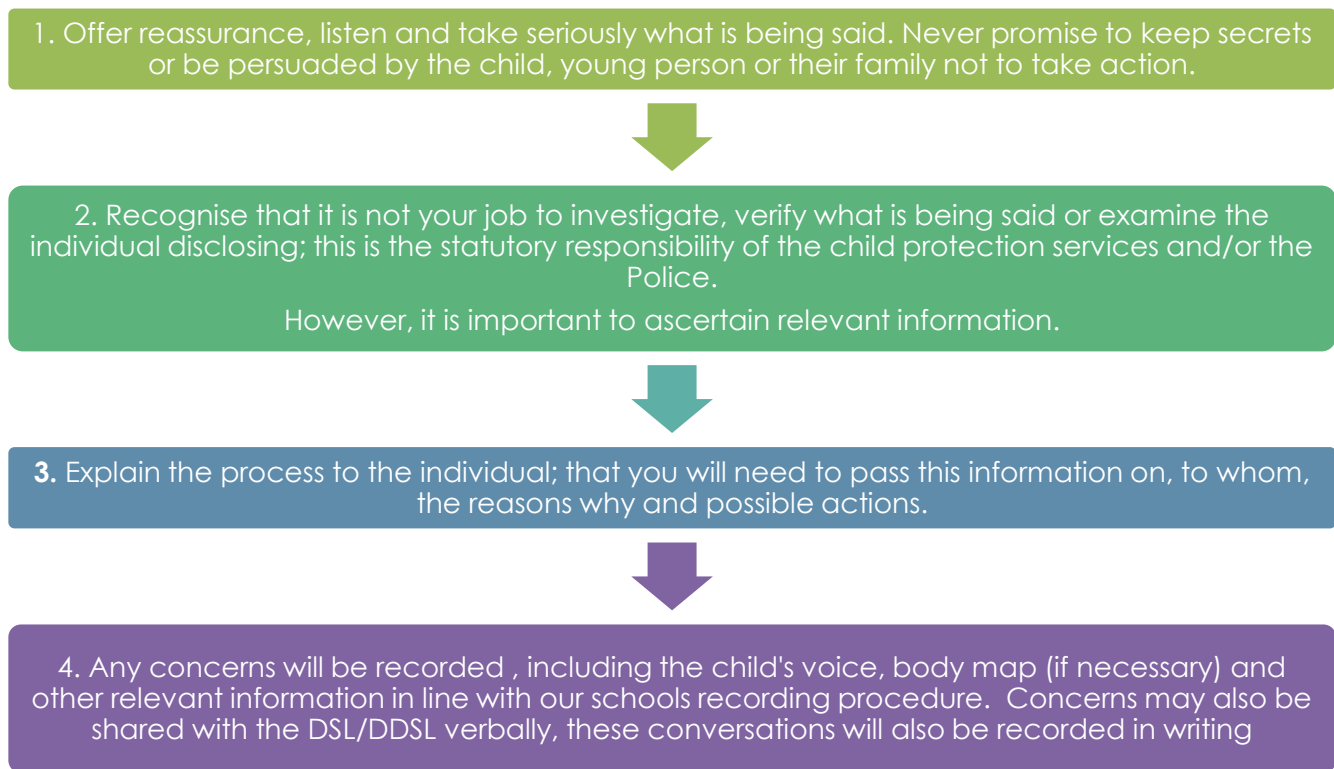 1. Offer reassurance, listen and take seriously what is being said. Never promise to keep secrets
or be persuaded by the child, young person or their family not to take action.
2. Recognise that it is not your job to investigate, verify what is being said or examine the
individual disclosing; this is the statutory responsibility of the child protection services and/or the
Police.
However, it is important to ascertain relevant information.
3. Explain the process to the individual; that you will need to pass this information on, to whom,
the reasons why and possible actions.
4. Any concerns will be recorded , including the child's voice, body map (if necessary) and
other relevant information in line with our schools recording procedure.  Concerns may also be
shared with the DSL/DDSL verbally, these conversations will also be recorded in writing